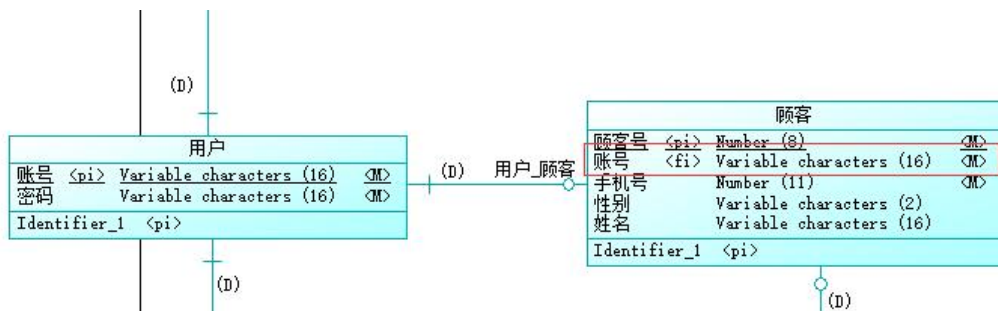 (D)
用户
账号 <pi> Variable characters (16) <M>
密码 Variable characters (16) <M>
Identifier_1 <pi>
(D)
(D)
用户_顾客
顾客
顾客号 <pi> Number (8) <M>
账号 <fi> Variable characters (16) <M>
手机号 Number (11) <M>
性别 Variable characters (2)
姓名 Variable characters (16)
Identifier_1 <pi>
(D)